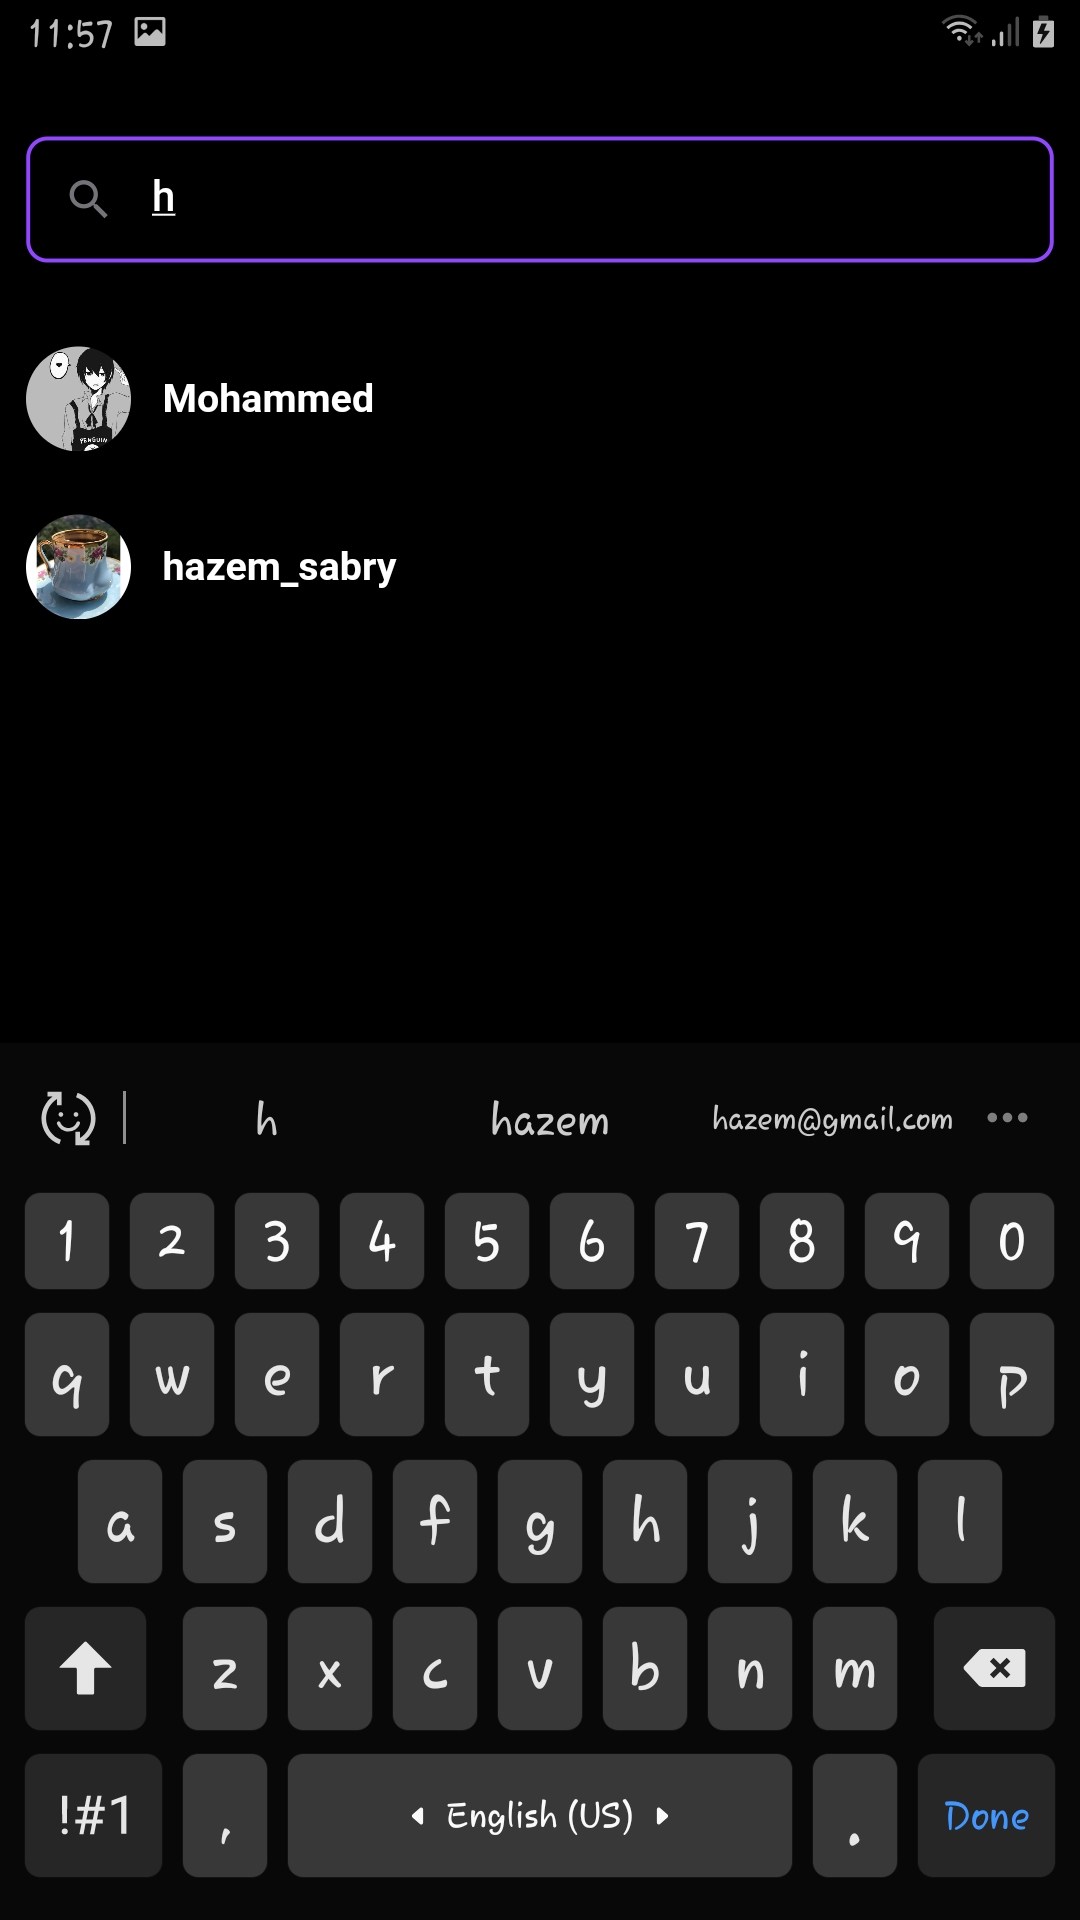 11:57
h
Mohammed
PENGUIN
hazem_sabry
h hazem hazem@gmail.com
1 2 3 4 5 6 7 8 9 0
q w e r t y u i o p
a s d f g h j k l
z x c v b n m
!#1 , English (US) . Done